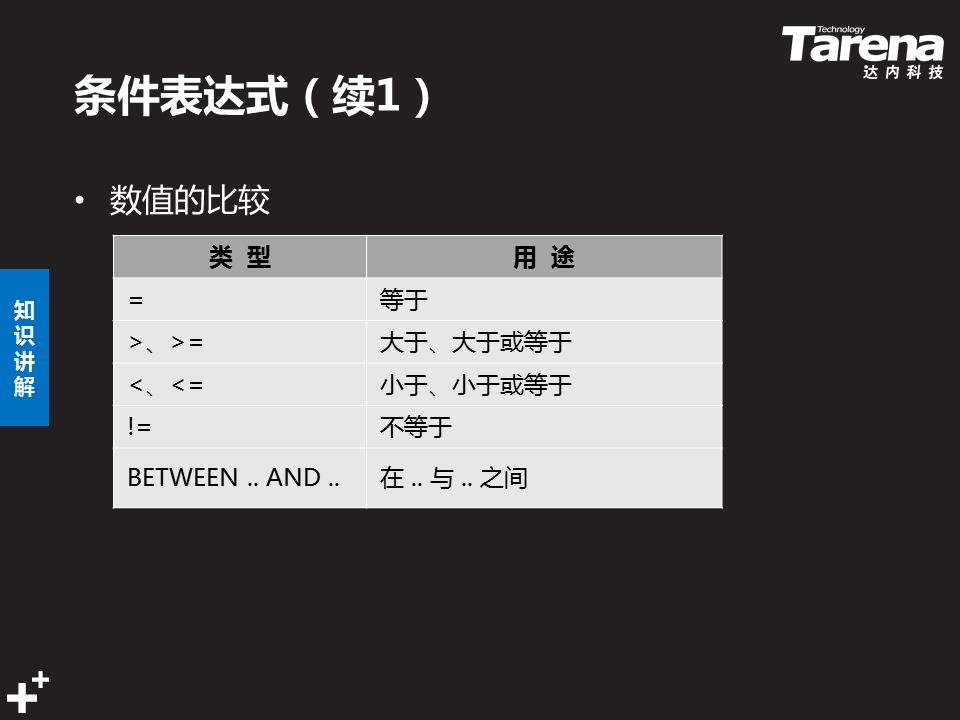 Technology
Tarena
达内科技
条件表达式（续1）
• 数值的比较
类 型 用 途
= 等于
>、>= 大于、大于或等于
<、<= 小于、小于或等于
!= 不等于
BETWEEN .. AND .. 在 .. 与 .. 之间
知识讲解